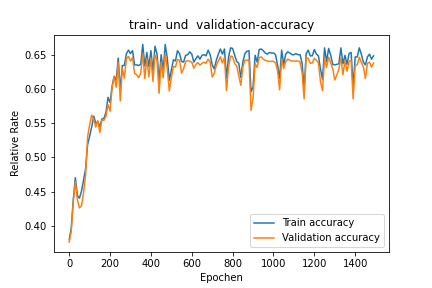 train- und  validation-accuracy
Relative Rate
0.65
0.60
0.55
0.50
0.45
0.40
0 200 400 600 800 1000 1200 1400
Epochen
Train accuracy
Validation accuracy